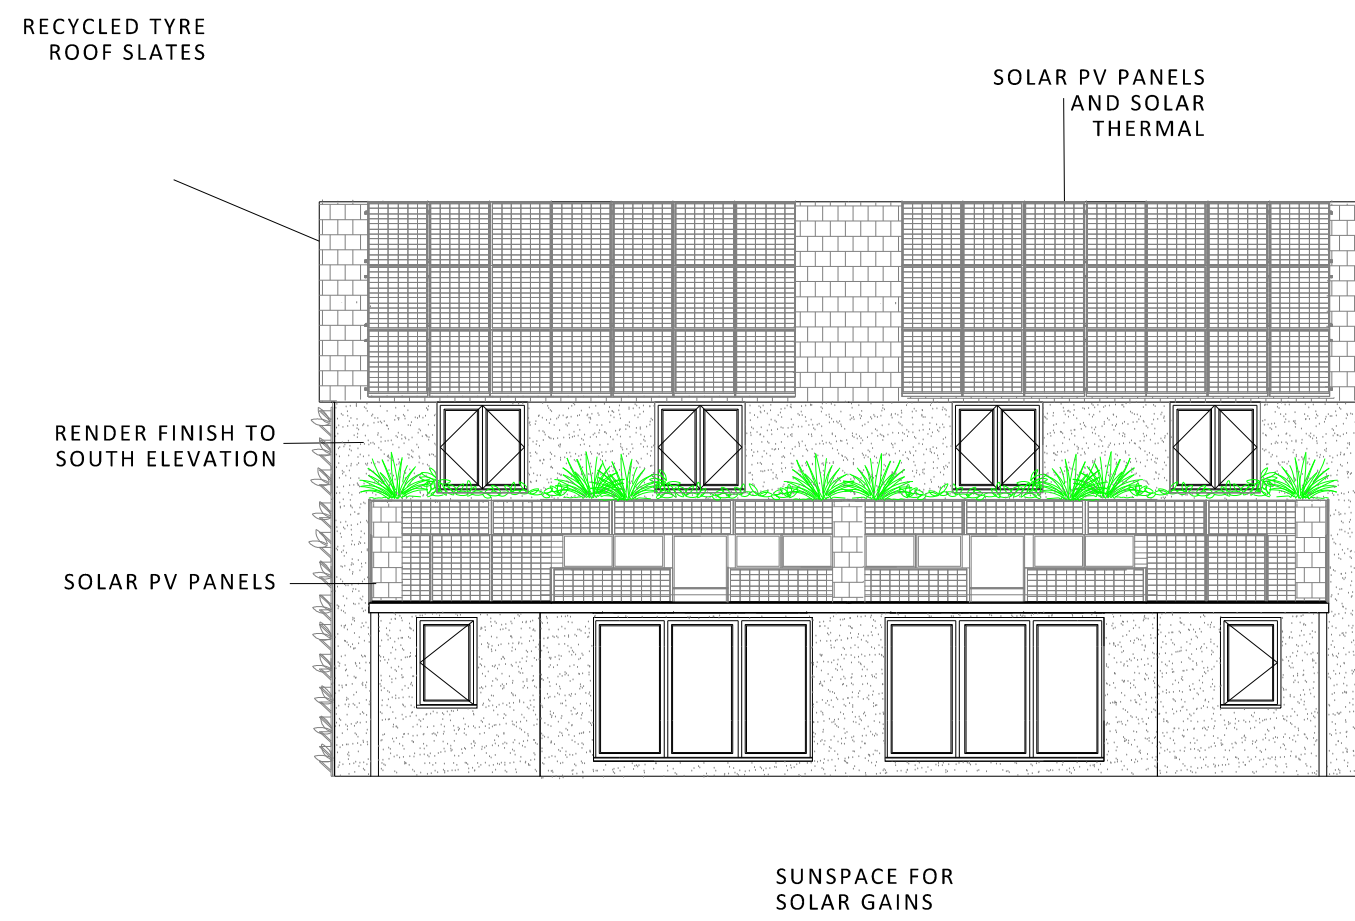 RECYCLED TYRE
ROOF SLATES
SOLAR PV PANELS
AND SOLAR
THERMAL
RENDER FINISH TO
SOUTH ELEVATION
SOLAR PV PANELS
SUNSPACE FOR
SOLAR GAINS